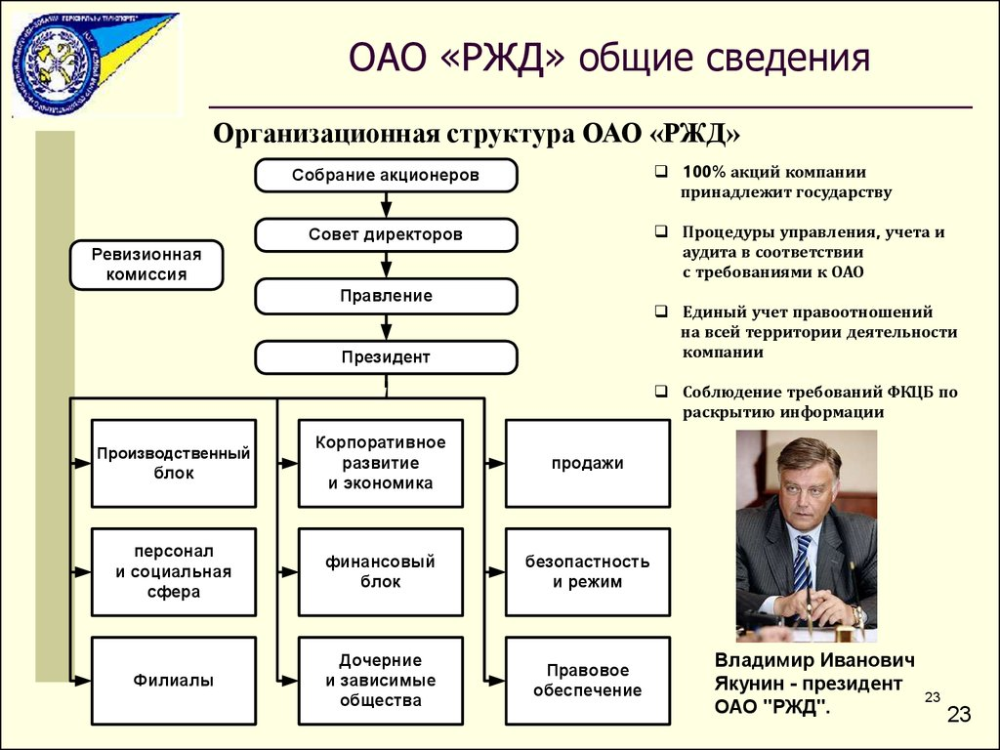 ОАО «РЖД» общие сведения
Организационная структура ОАО «РЖД»
Собрание акционеров
Совет директоров
Ревизионная
комиссия
Правление
Президент
❑ 100% акций компании
принадлежит государству
❑ Процедуры управления, учета и
аудита в соответствии
с требованиями к ОАО
❑ Единый учет правоотношений
на всей территории деятельности
компании
❑ Соблюдение требований ФКЦБ по
раскрытию информации
Производственный
блок
Корпоративное
развитие
и экономика
продажи
персонал
и социальная
сфера
финансовый
блок
безопастность
и режим
Филиалы
Дочерние
и зависимые
общества
Правовое
обеспечение
Владимир Иванович
Якунин - президент
ОАО "РЖД".
23
23